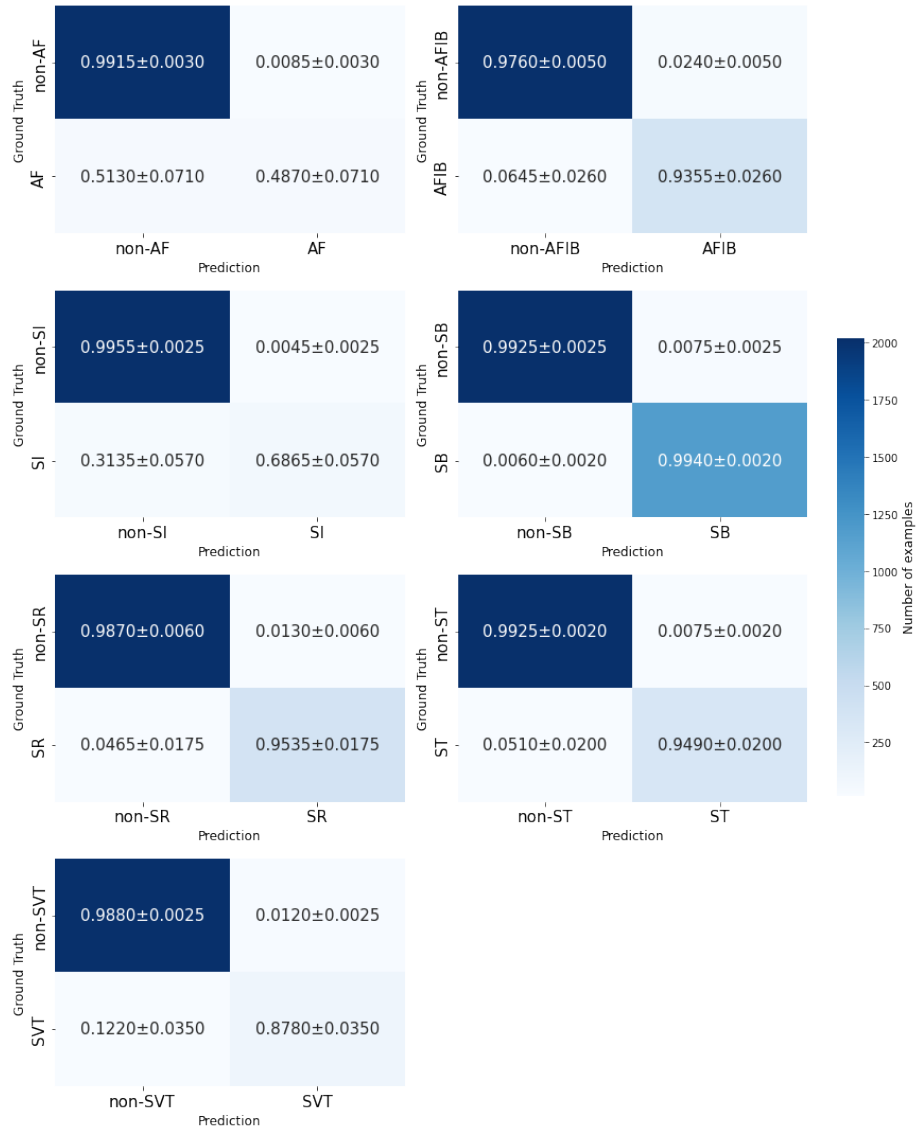 non-AF
AF
Ground Truth
0.9915±0.0030
0.0085±0.0030
0.5130±0.0710
0.4870±0.0710
non-AF
AF
Prediction
non-AFIB
AFIB
Ground Truth
0.9760±0.0050
0.0240±0.0050
0.0645±0.0260
0.9355±0.0260
non-AFIB
AFIB
Prediction
non-SI
SI
Ground Truth
0.9955±0.0025
0.0045±0.0025
0.3135±0.0570
0.6865±0.0570
non-SI
SI
Prediction
non-SB
SB
Ground Truth
0.9925±0.0025
0.0075±0.0025
0.0060±0.0020
0.9940±0.0020
non-SB
SB
Prediction
non-SR
SR
Ground Truth
0.9870±0.0060
0.0130±0.0060
0.0465±0.0175
0.9535±0.0175
non-SR
SR
Prediction
non-ST
ST
Ground Truth
0.9925±0.0020
0.0075±0.0020
0.0510±0.0200
0.9490±0.0200
non-ST
ST
Prediction
non-SVT
SVT
Ground Truth
0.9880±0.0025
0.0120±0.0025
0.1220±0.0350
0.8780±0.0350
non-SVT
SVT
Prediction
2000
1750
1500
1250
1000
750
500
250
Number of examples